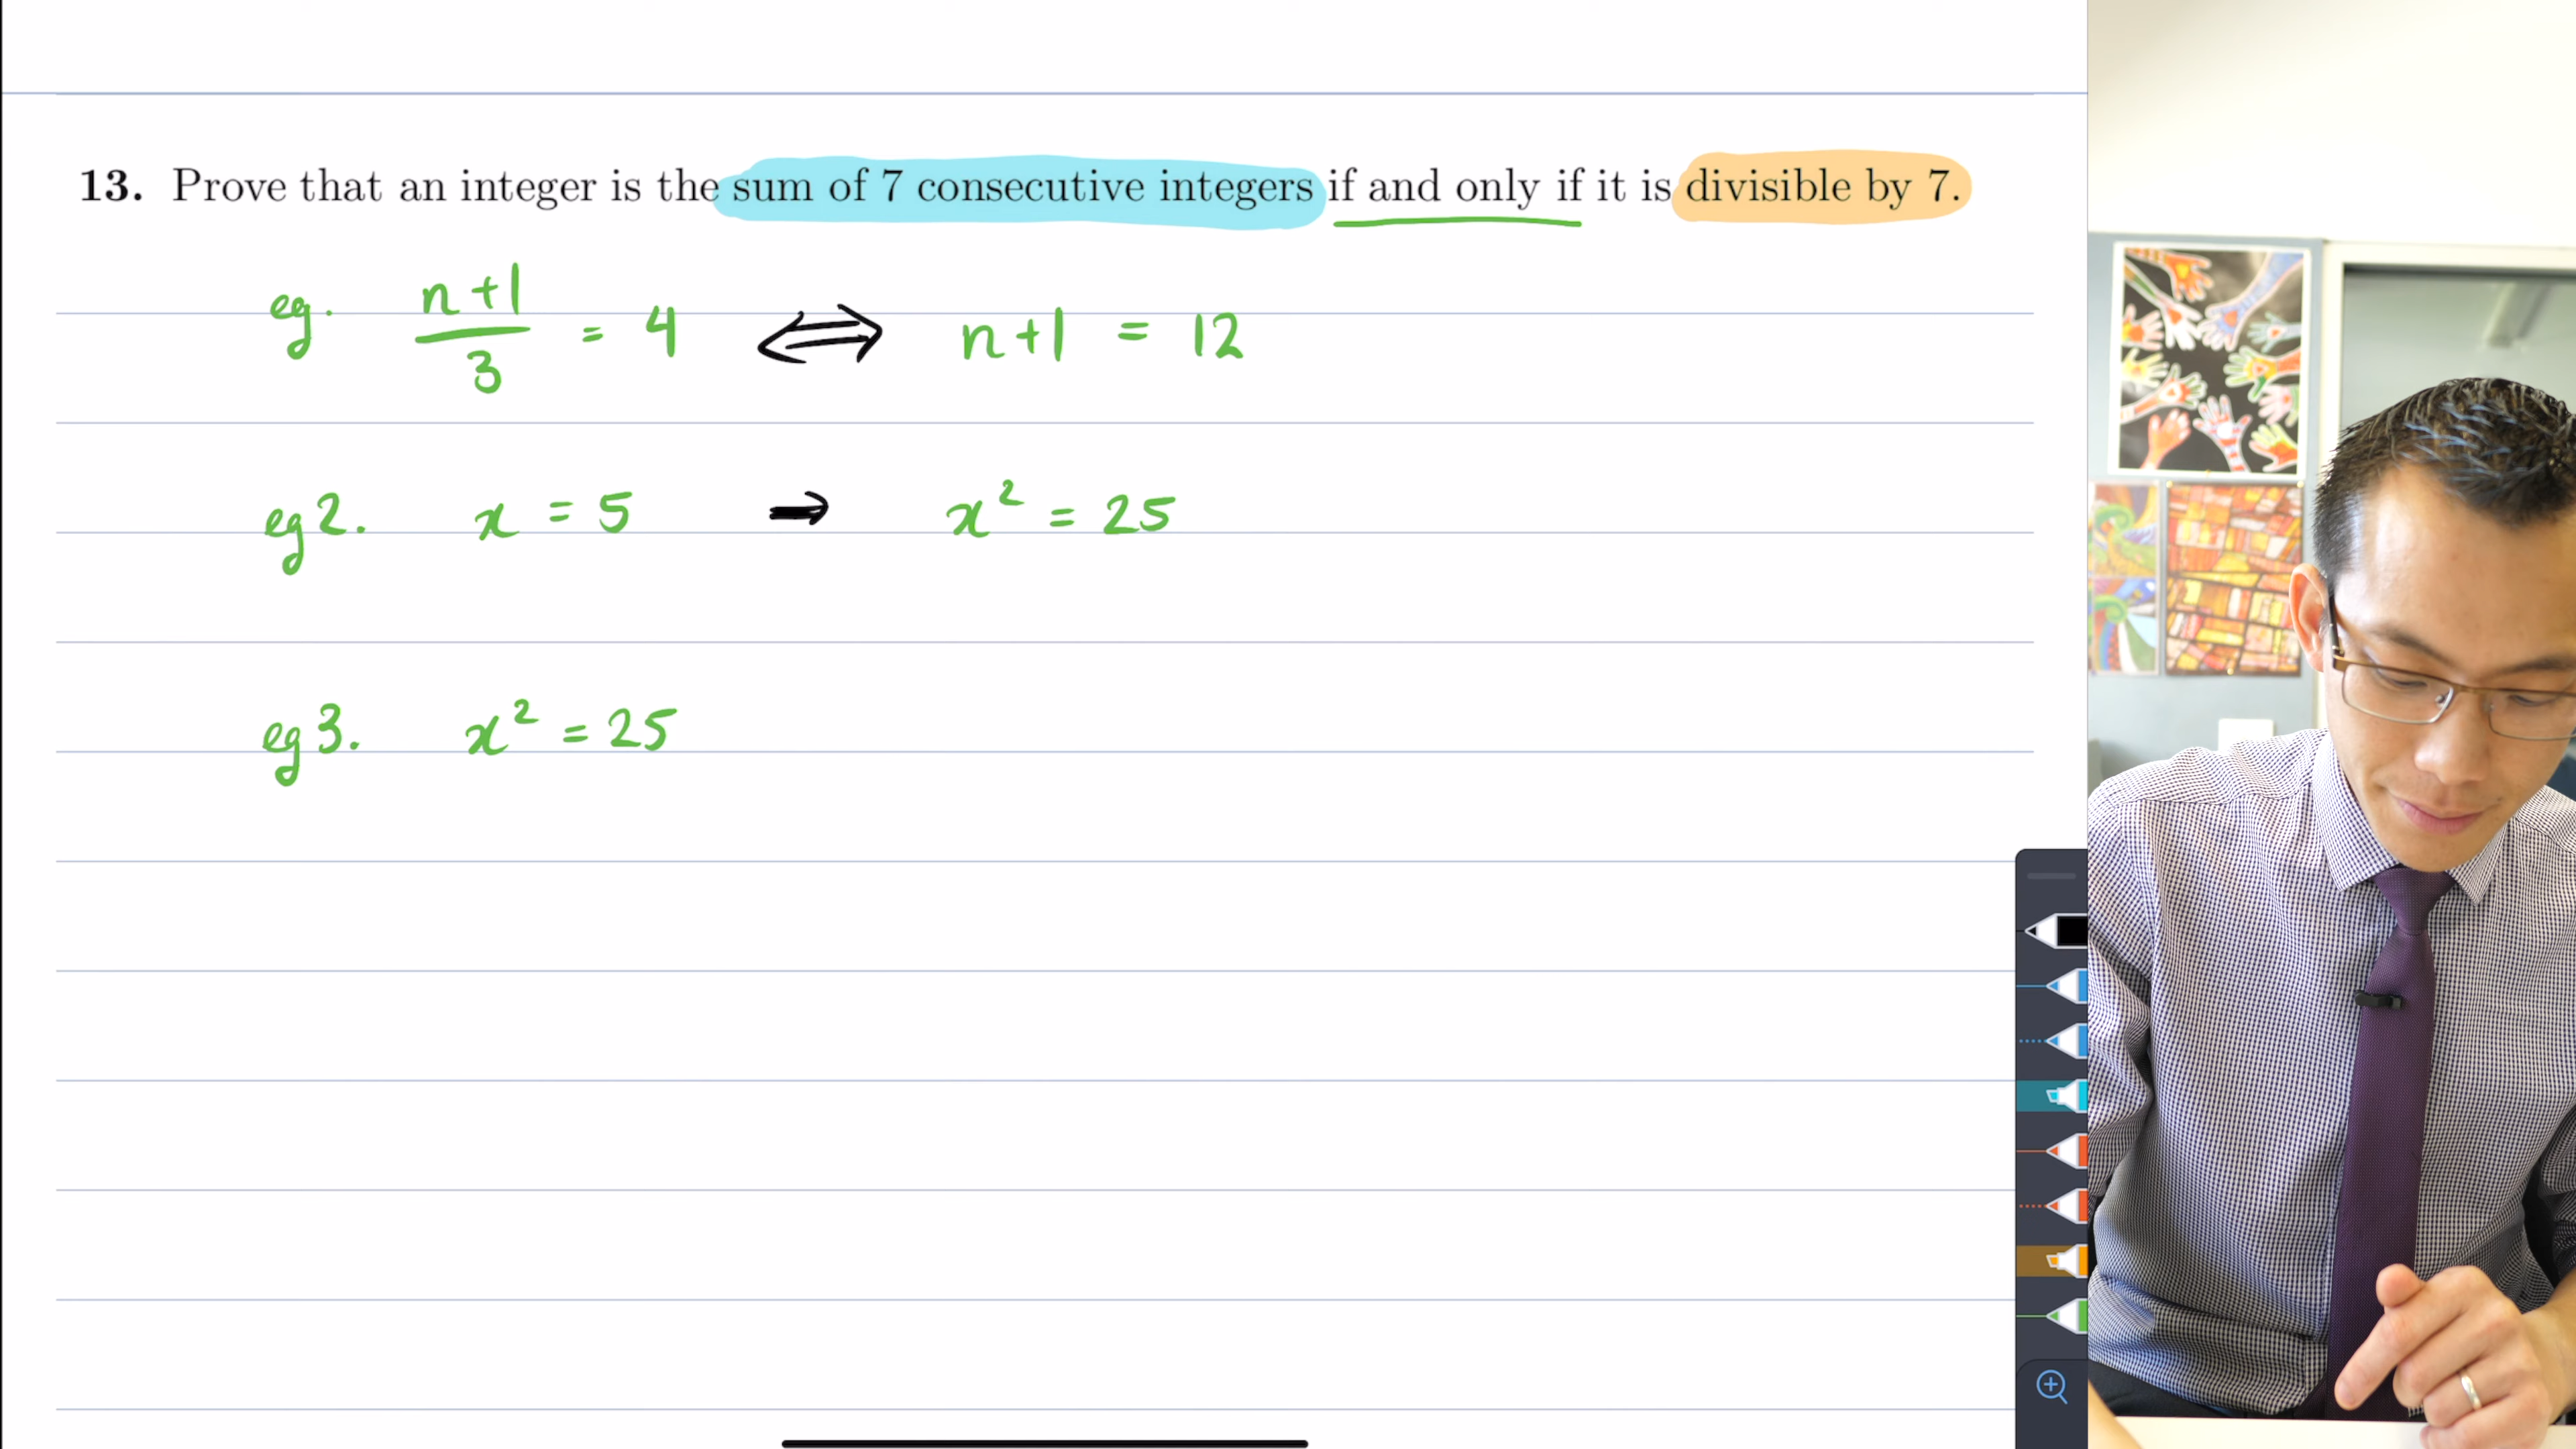 13. Prove that an integer is the sum of 7 consecutive integers if and only if it is divisible by 7.
eg. n+1/3 = 4 ⟺ n+1 = 12
eg 2. x = 5 ⇒ x² = 25
eg 3. x² = 25